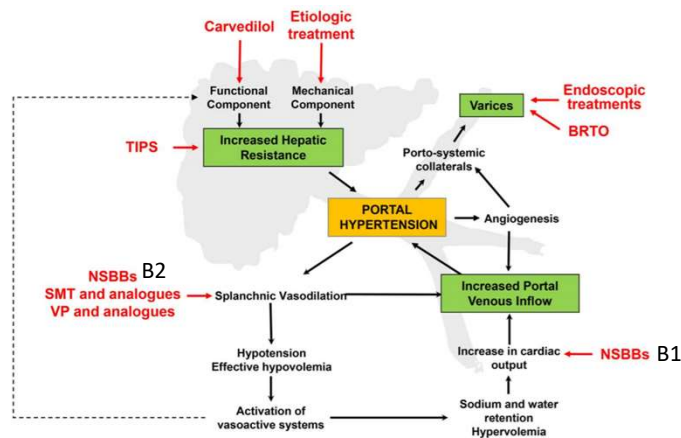 Carvedilol
Etiologic
treatment
Functional
Component
Mechanical
Component
Endoscopic
treatments
Varices
BRTO
TIPS
Increased Hepatic
Resistance
Porto-systemic
collaterals
PORTAL
HYPERTENSION
Angiogenesis
NSBBs B2
SMT and analogues
VP and analogues
Splanchnic Vasodilation
Increased Portal
Venous Inflow
Hypotension
Effective hypovolemia
Increase in cardiac
output
NSBBs B1
Activation of
vasoactive systems
Sodium and water
retention
Hypervolemia